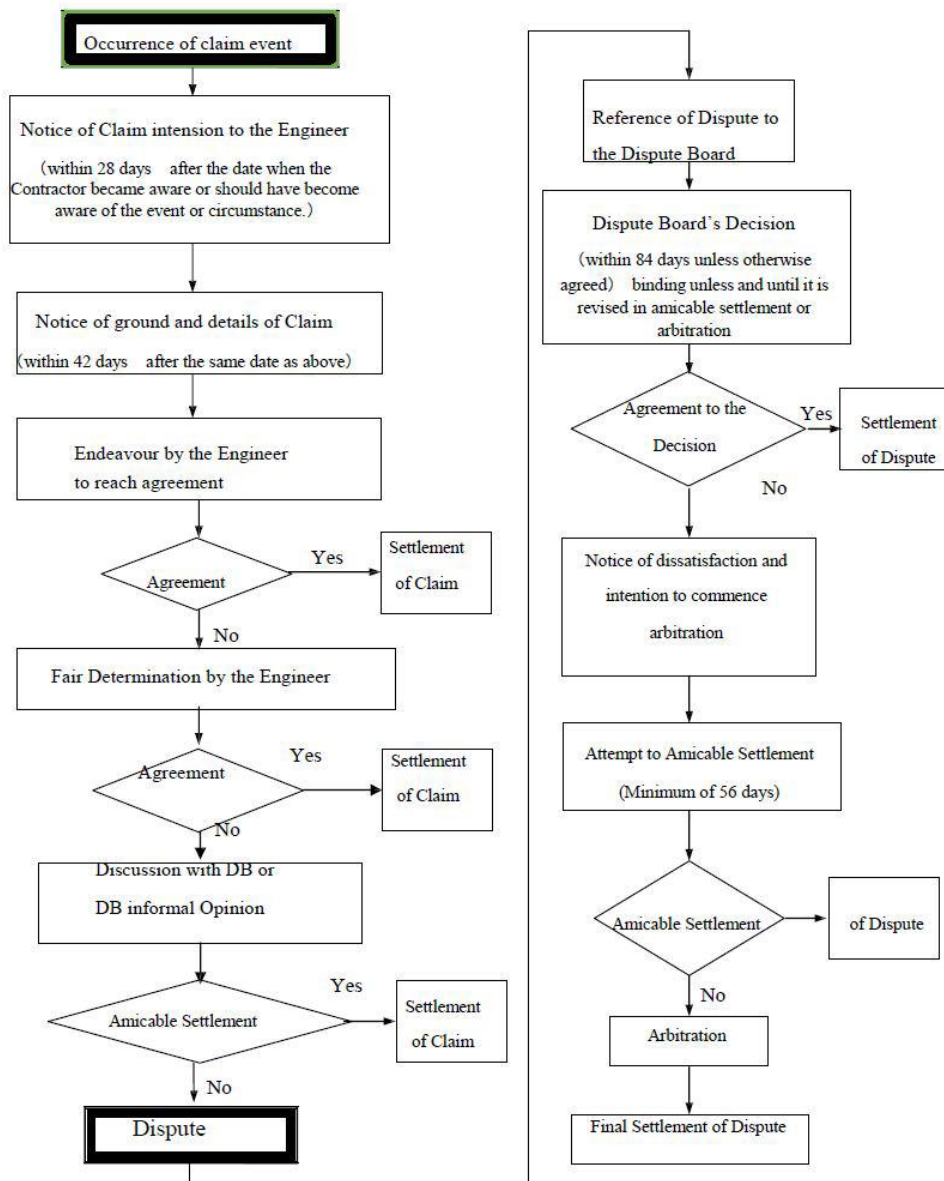 Occurrence of claim event
Notice of Claim intension to the Engineer
(within 28 days after the date when the
Contractor became aware or should have become
aware of the event or circumstance.)
Notice of ground and details of Claim
(within 42 days after the same date as above)
Endeavour by the Engineer
to reach agreement
Agreement
Yes
Settlement
of Claim
No
Fair Determination by the Engineer
Agreement
Yes
Settlement
of Claim
No
Discussion with DB or
DB informal Opinion
Amicable Settlement
Yes
Settlement
of Claim
No
Dispute
Reference of Dispute to
the Dispute Board
Dispute Board's Decision
(within 84 days unless otherwise
agreed) binding unless and until it is
revised in amicable settlement or
arbitration
Agreement to the
Decision
Yes
Settlement
of Dispute
No
Notice of dissatisfaction and
intention to commence
arbitration
Attempt to Amicable Settlement
(Minimum of 56 days)
Amicable Settlement
of Dispute
No
Arbitration
Final Settlement of Dispute